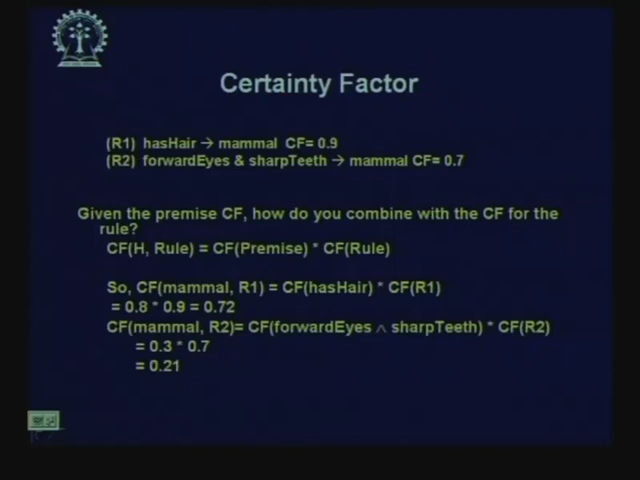 Certainty Factor
(R1) hasHair → mammal CF= 0.9
(R2) forwardEyes & sharpTeeth → mammal CF= 0.7
Given the premise CF, how do you combine with the CF for the
rule?
CF(H, Rule) = CF(Premise) * CF(Rule)
So, CF(mammal, R1) = CF(hasHair) * CF(R1)
= 0.8 * 0.9 = 0.72
CF(mammal, R2)= CF(forwardEyes ∧ sharpTeeth) * CF(R2)
= 0.3 * 0.7
= 0.21